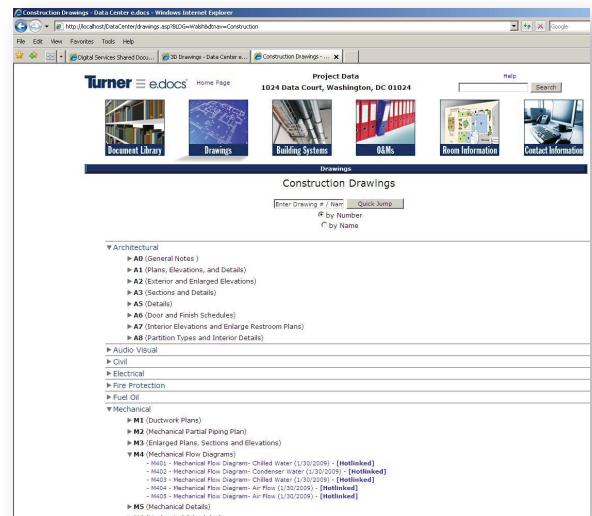 Construction Drawings - Data Center e.docs - Windows Internet Explorer
http://localhost/DataCenter/drawings.asp?BLDG=Walsh&dtnav=Construction
Google
File Edit View Favorites Tools Help
Digital Services Shared Docu... 3D Drawings - Data Center e... Construction Drawings - ... X
Turner e.docs Home Page
Project Data
1024 Data Court, Washington, DC 01024
Help
Search
Document Library Drawings Building Systems O&Ms Room Information Contact Information
Drawings
Construction Drawings
Enter Drawing # / Nam Quick Jump
by Number
by Name
▼Architectural
▶ A0 (General Notes )
▶ A1 (Plans, Elevations, and Details)
▶ A2 (Exterior and Enlarged Elevations)
▶ A3 (Sections and Details)
▶ A5 (Details)
▶ A6 (Door and Finish Schedules)
▶ A7 (Interior Elevations and Enlarge Restroom Plans)
▶ A8 (Partition Types and Interior Details)
▶ Audio Visual
▶ Civil
▶ Electrical
▶ Fire Protection
▶ Fuel Oil
▼Mechanical
▶ M1 (Ductwork Plans)
▶ M2 (Mechanical Partial Piping Plan)
▶ M3 (Enlarged Plans, Sections and Elevations)
▼ M4 (Mechanical Flow Diagrams)
- M401 - Mechanical Flow Diagram- Chilled Water (1/30/2009) - [Hotlinked]
- M402 - Mechanical Flow Diagram- Condenser Water (1/30/2009) - [Hotlinked]
- M403 - Mechanical Flow Diagram- Chilled Water (1/30/2009) - [Hotlinked]
- M404 - Mechanical Flow Diagram- Air Flow (1/30/2009) - [Hotlinked]
- M405 - Mechanical Flow Diagram- Air Flow (1/30/2009) - [Hotlinked]
▶ M5 (Mechanical Details)